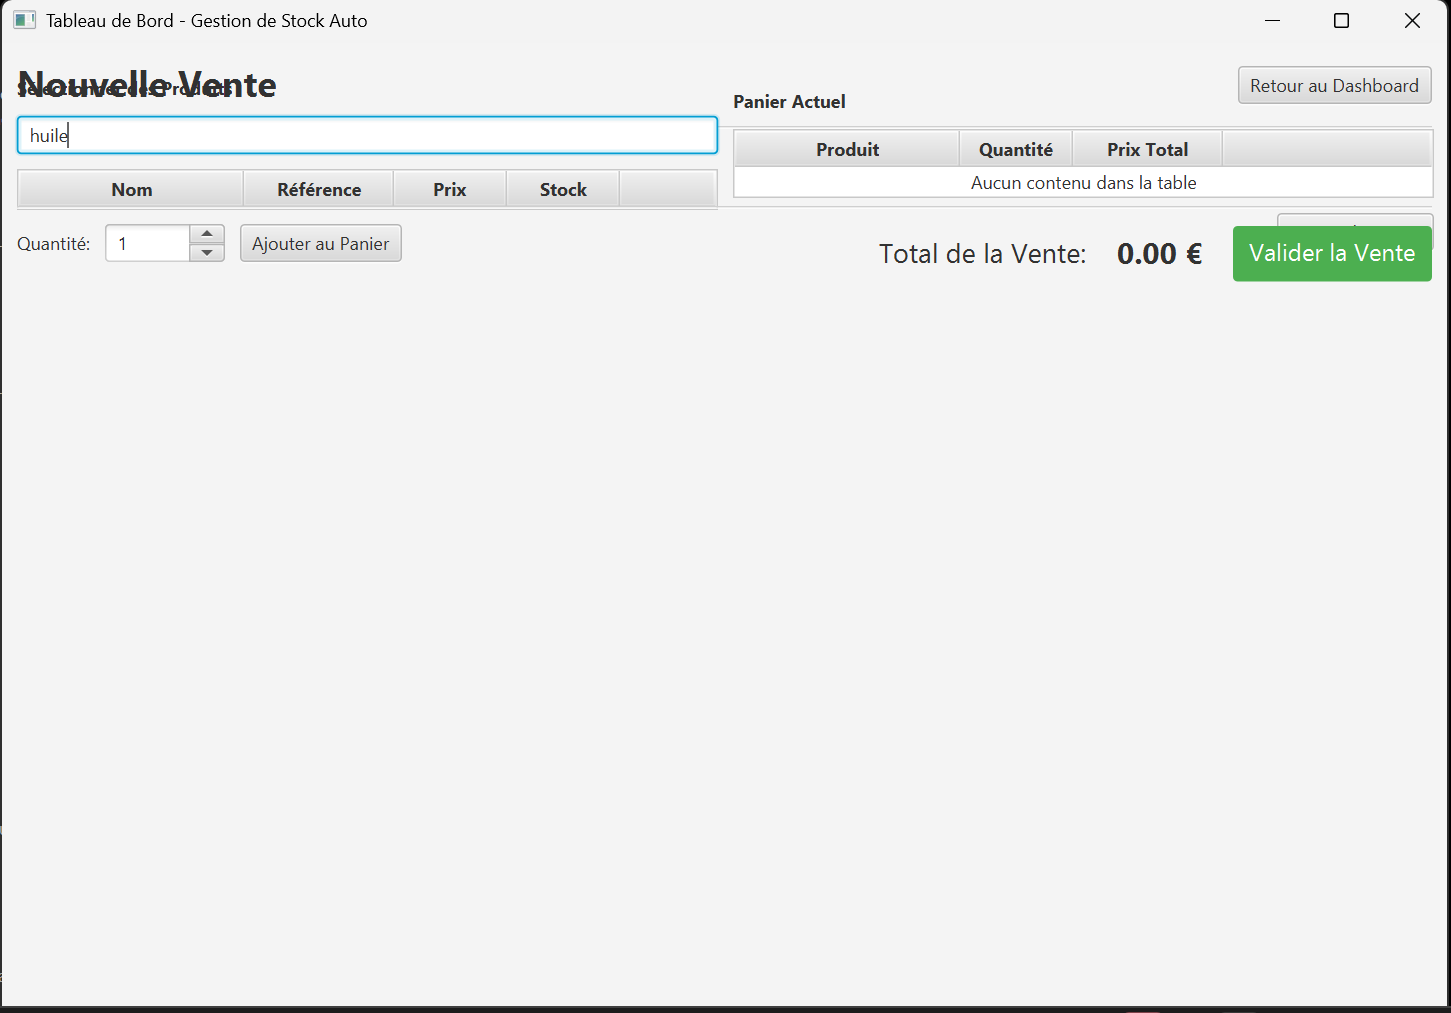 Tableau de Bord - Gestion de Stock Auto
Nouvelle Vente
Sélectionner des Produits
Retour au Dashboard
huile
Nom Référence Prix Stock
Quantité: 1 Ajouter au Panier
Panier Actuel
Produit Quantité Prix Total
Aucun contenu dans la table
Total de la Vente: 0.00 € Valider la Vente